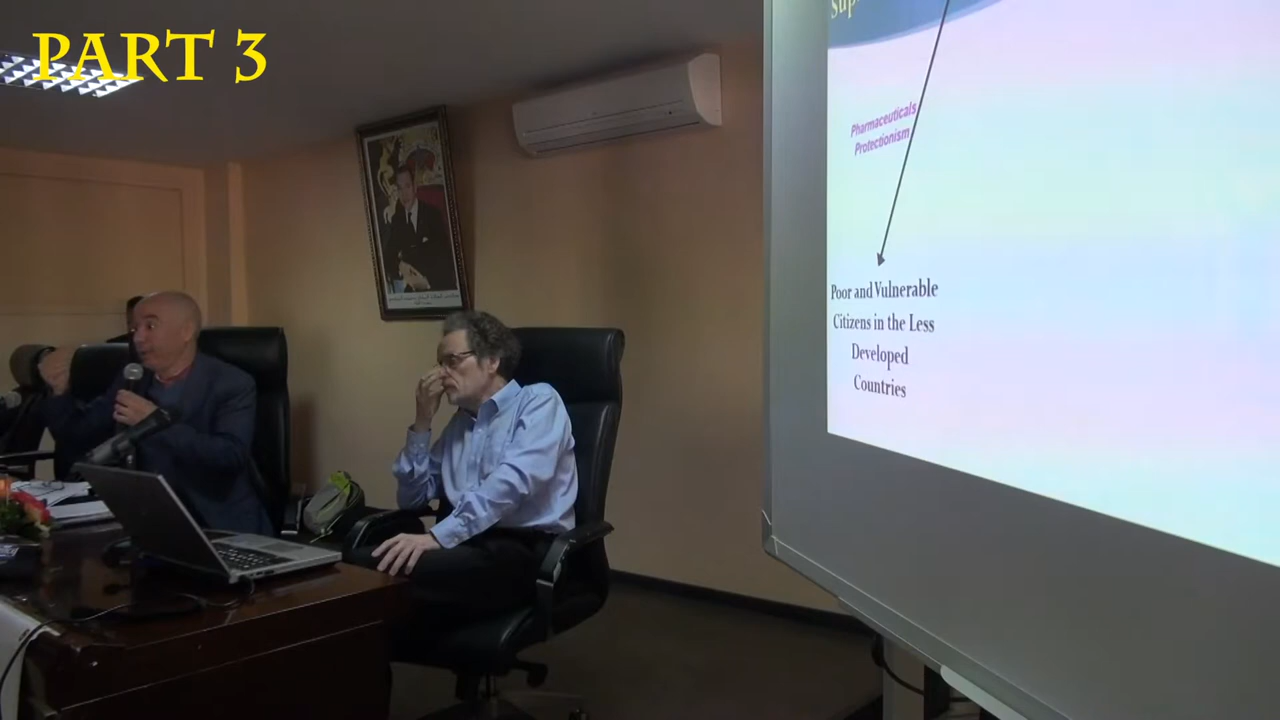 PART 3
Pharmaceuticals
Protectionism
Poor and Vulnerable
Citizens in the Less
Developed
Countries